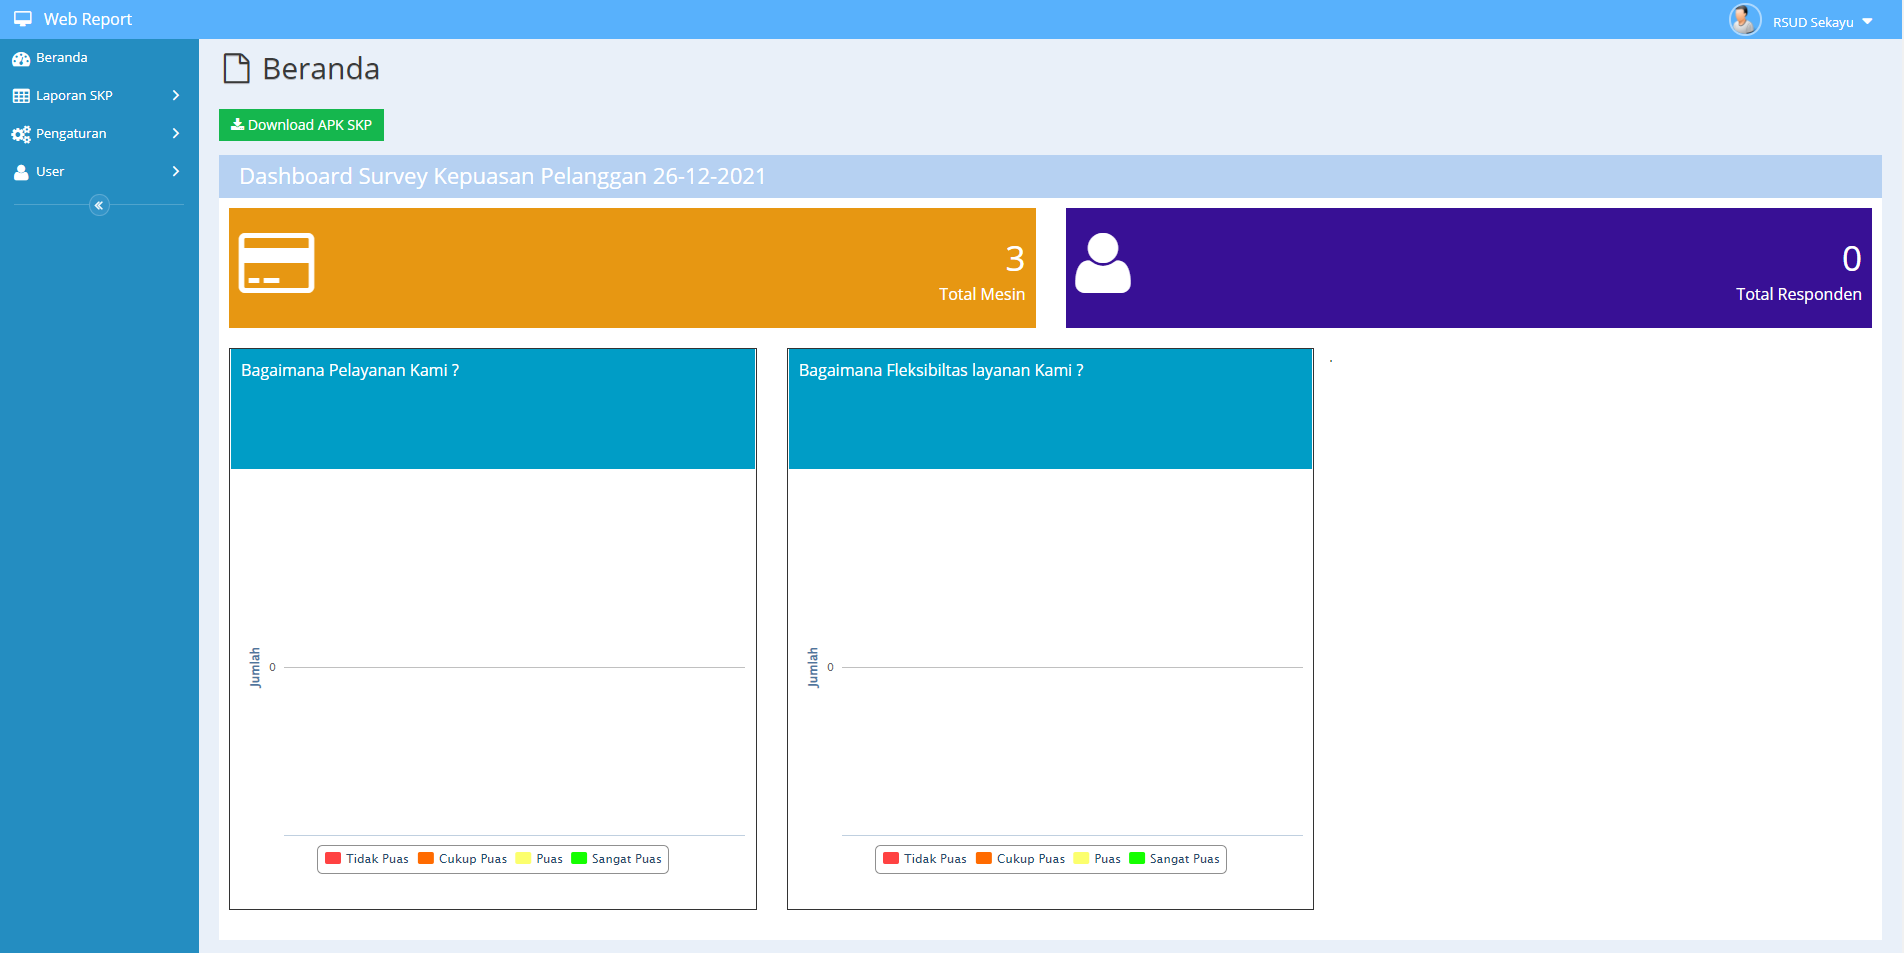 Web Report
RSUD Sekayu
Beranda
Laporan SKP
Pengaturan
User
Beranda
Download APK SKP
Dashboard Survey Kepuasan Pelanggan 26-12-2021
3
Total Mesin
0
Total Responden
Bagaimana Pelayanan Kami ?
Jumlah
0
Tidak Puas Cukup Puas Puas Sangat Puas
Bagaimana Fleksibiltas layanan Kami ?
Jumlah
0
Tidak Puas Cukup Puas Puas Sangat Puas
.